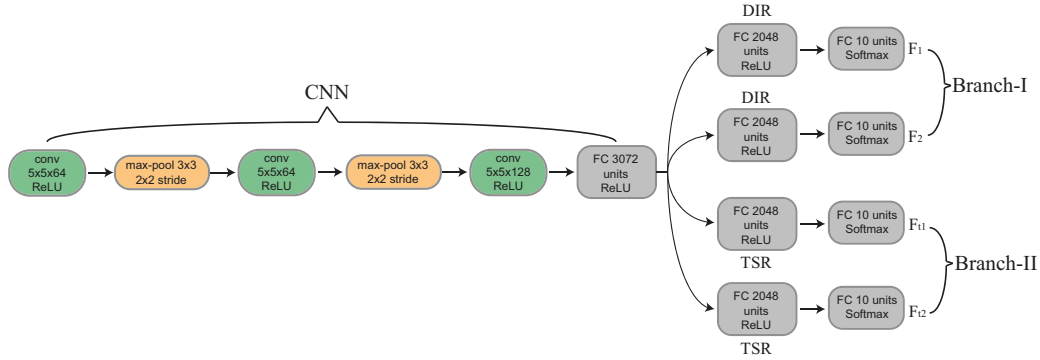 CNN
conv
5x5x64
ReLU
max-pool 3x3
2x2 stride
conv
5x5x64
ReLU
max-pool 3x3
2x2 stride
conv
5x5x128
ReLU
FC 3072
units
ReLU
DIR
FC 2048
units
ReLU
FC 10 units
Softmax
F1
DIR
FC 2048
units
ReLU
FC 10 units
Softmax
F2
Branch-I
FC 2048
units
ReLU
TSR
FC 10 units
Softmax
Ft1
FC 2048
units
ReLU
TSR
FC 10 units
Softmax
Ft2
Branch-II